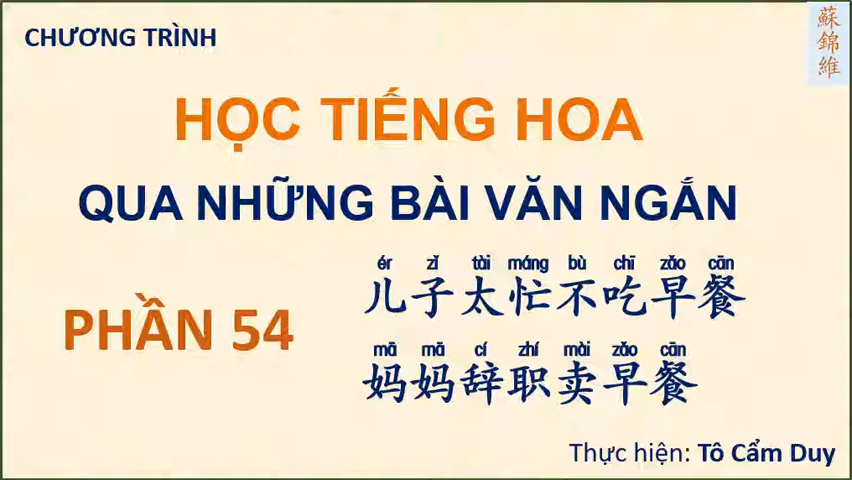 CHƯƠNG TRÌNH
蘇錦維
HỌC TIẾNG HOA
QUA NHỮNG BÀI VĂN NGẮN
PHẦN 54
ér zǐ tài máng bù chī zǎo cān
儿子太忙不吃早餐
mā mā cí zhí mài zǎo cān
妈妈辞职卖早餐
Thực hiện: Tô Cẩm Duy